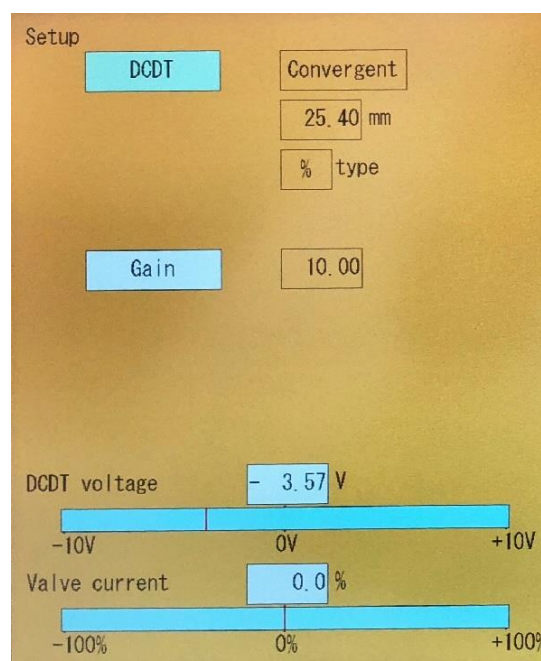 Setup
DCDT Convergent
25.40 mm
% type
Gain 10.00
DCDT voltage - 3.57 V
-10V 0V +10V
Valve current 0.0 %
-100% 0% +100%